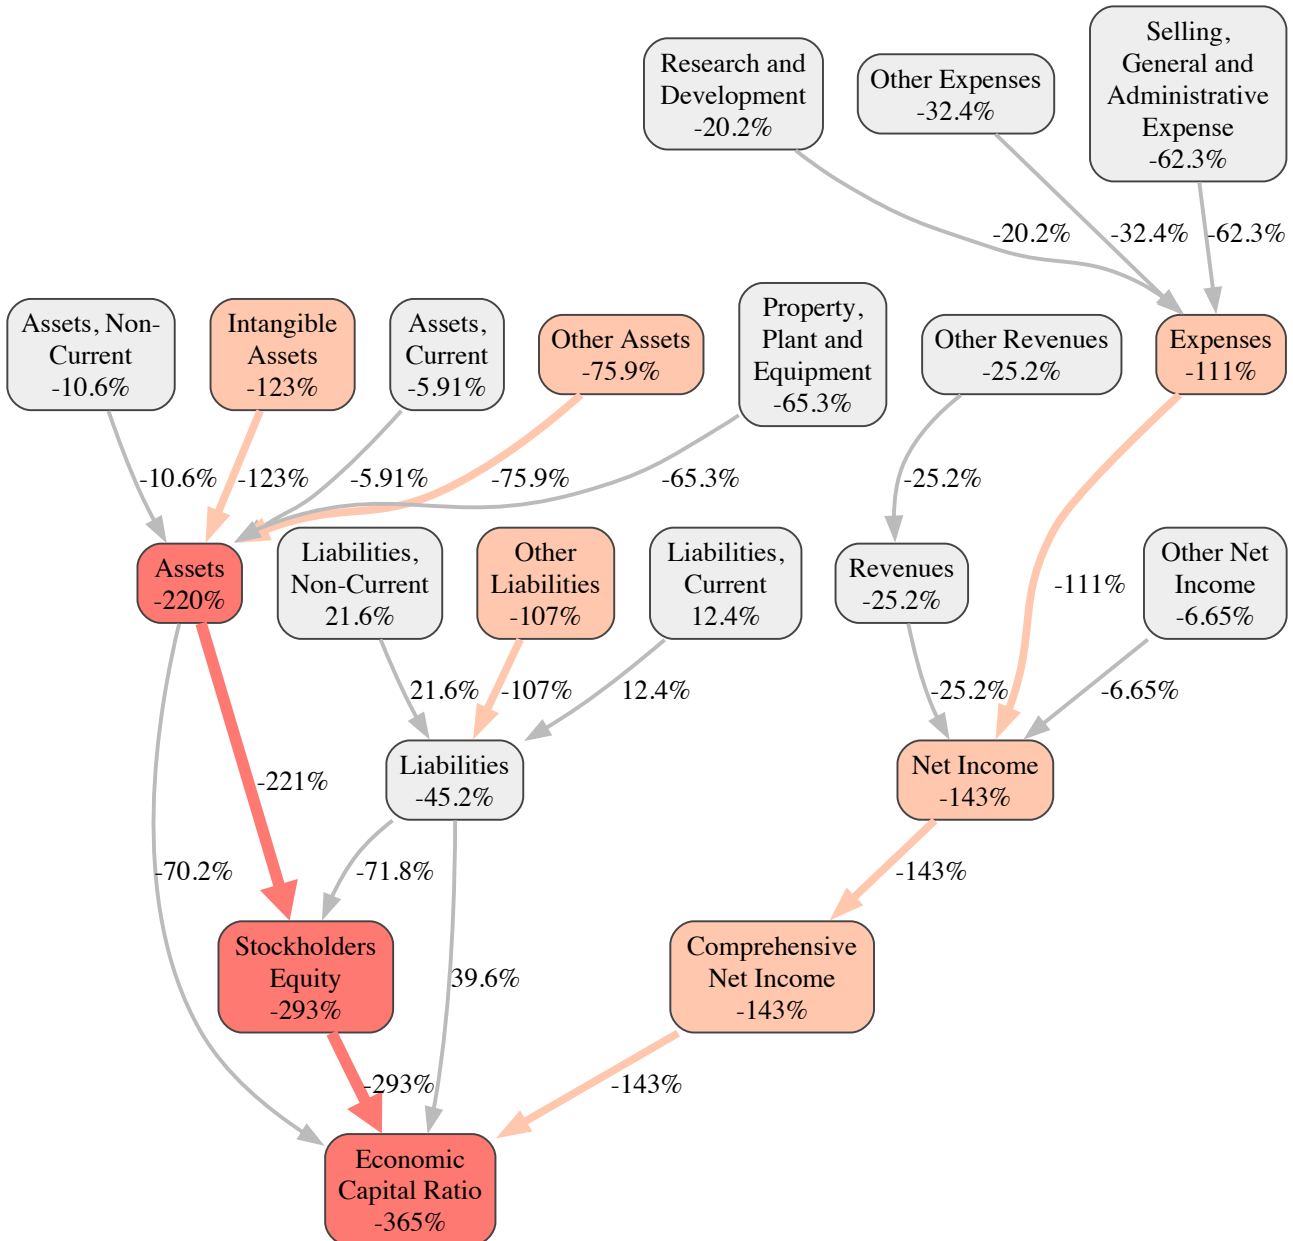 Research and
Development
-20.2%
Other Expenses
-32.4%
Selling,
General and
Administrative
Expense
-62.3%
-20.2%
-32.4%
-62.3%
Assets, Non-
Current
-10.6%
Intangible
Assets
-123%
Assets,
Current
-5.91%
Other Assets
-75.9%
Property,
Plant and
Equipment
-65.3%
Other Revenues
-25.2%
Expenses
-111%
-10.6%
-123%
-5.91%
-75.9%
-65.3%
-25.2%
Assets
-220%
Liabilities,
Non-Current
21.6%
Other
Liabilities
-107%
Liabilities,
Current
12.4%
Revenues
-25.2%
-111%
Other Net
Income
-6.65%
21.6%
-107%
12.4%
-25.2%
-6.65%
-221%
Liabilities
-45.2%
Net Income
-143%
-70.2%
-71.8%
-143%
Stockholders
Equity
-293%
39.6%
Comprehensive
Net Income
-143%
-293%
-143%
Economic
Capital Ratio
-365%